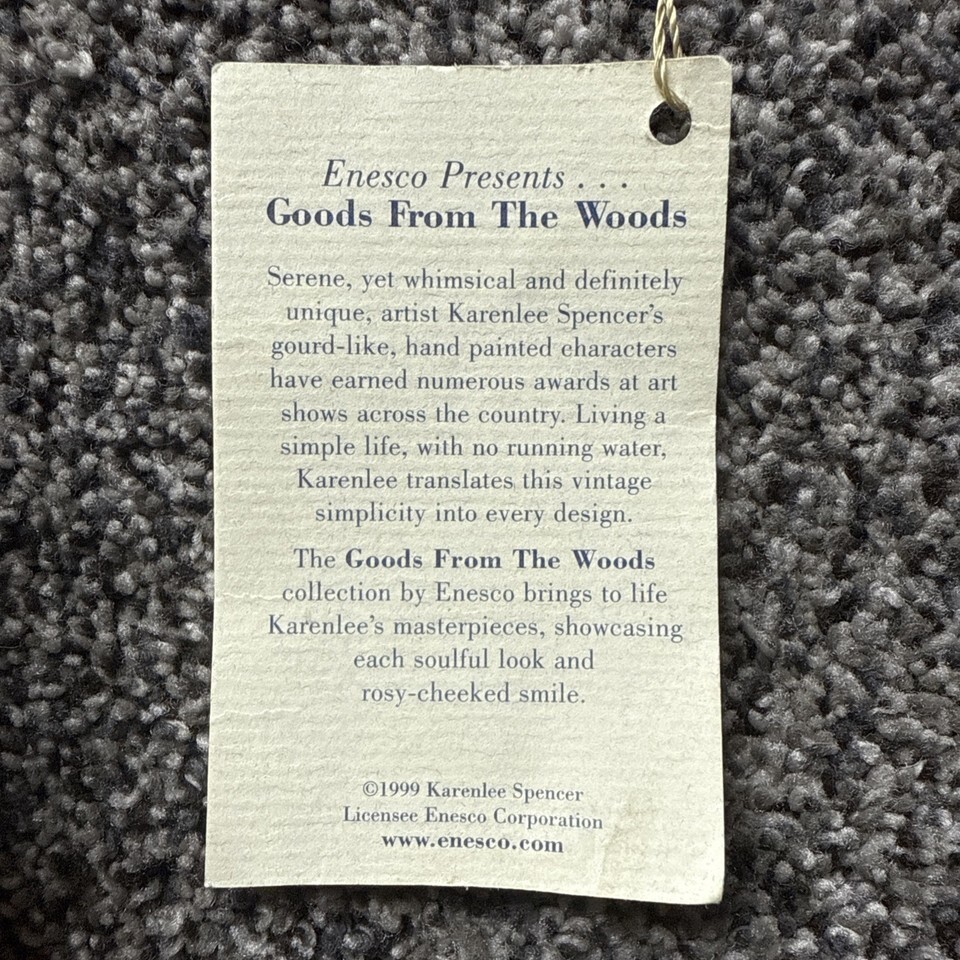 Enesco Presents . . .
Goods From The Woods
Serene, yet whimsical and definitely
unique, artist Karenlee Spencer's
gourd-like, hand painted characters
have earned numerous awards at art
shows across the country. Living a
simple life, with no running water,
Karenlee translates this vintage
simplicity into every design.
The Goods From The Woods
collection by Enesco brings to life
Karenlee's masterpieces, showcasing
each soulful look and
rosy-cheeked smile.
©1999 Karenlee Spencer
Licensee Enesco Corporation
www.enesco.com